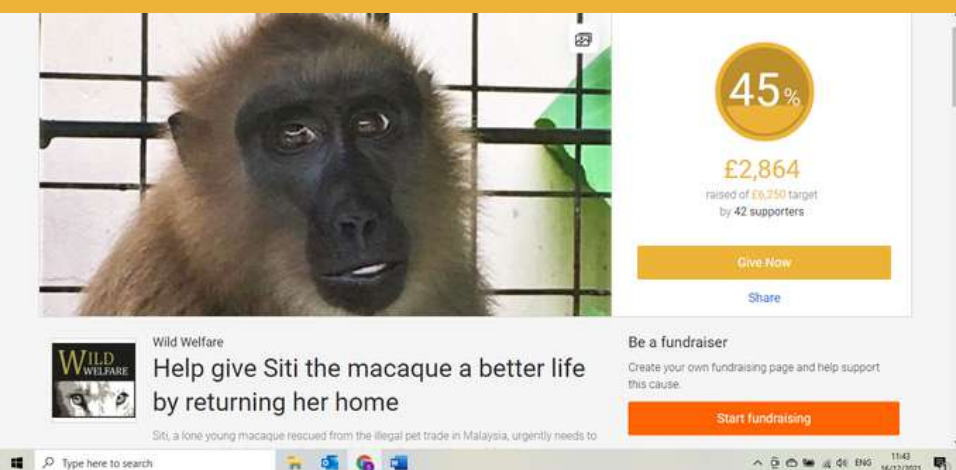 45%
£2,864
raised of £6,250 target
by 42 supporters
Give Now
Share
WILD
WELFARE
Wild Welfare
Help give Siti the macaque a better life
by returning her home
Siti, a lone young macaque rescued from the illegal pet trade in Malaysia, urgently needs to
Be a fundraiser
Create your own fundraising page and help support
this cause.
Start fundraising
Type here to search
ENG
11:43
16/12/2021